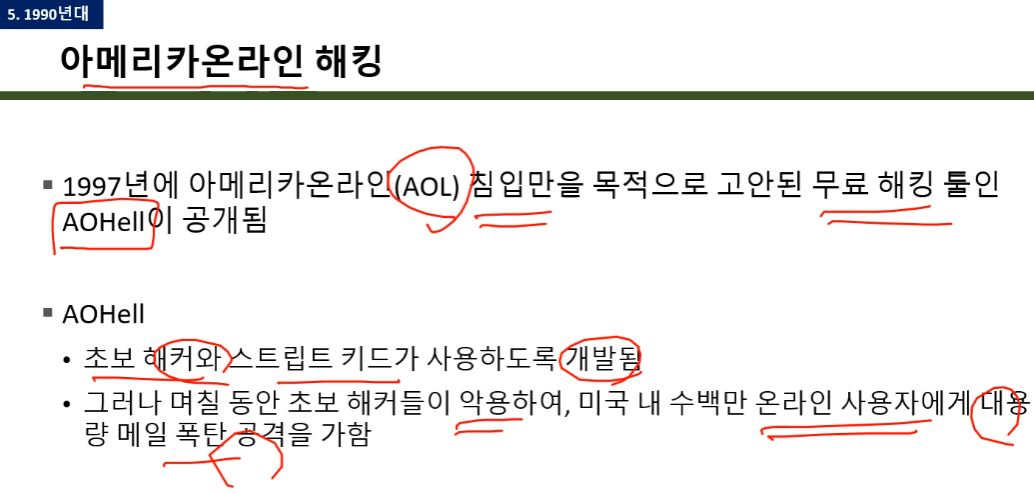 5. 1990년대
아메리카온라인 해킹
▪ 1997년에 아메리카온라인(AOL) 침입만을 목적으로 고안된 무료 해킹 툴인
AOHell이 공개됨
▪ AOHell
• 초보 해커와 스트립트 키드가 사용하도록 개발됨
• 그러나 며칠 동안 초보 해커들이 악용하여, 미국 내 수백만 온라인 사용자에게 대용
량 메일 폭탄 공격을 가함